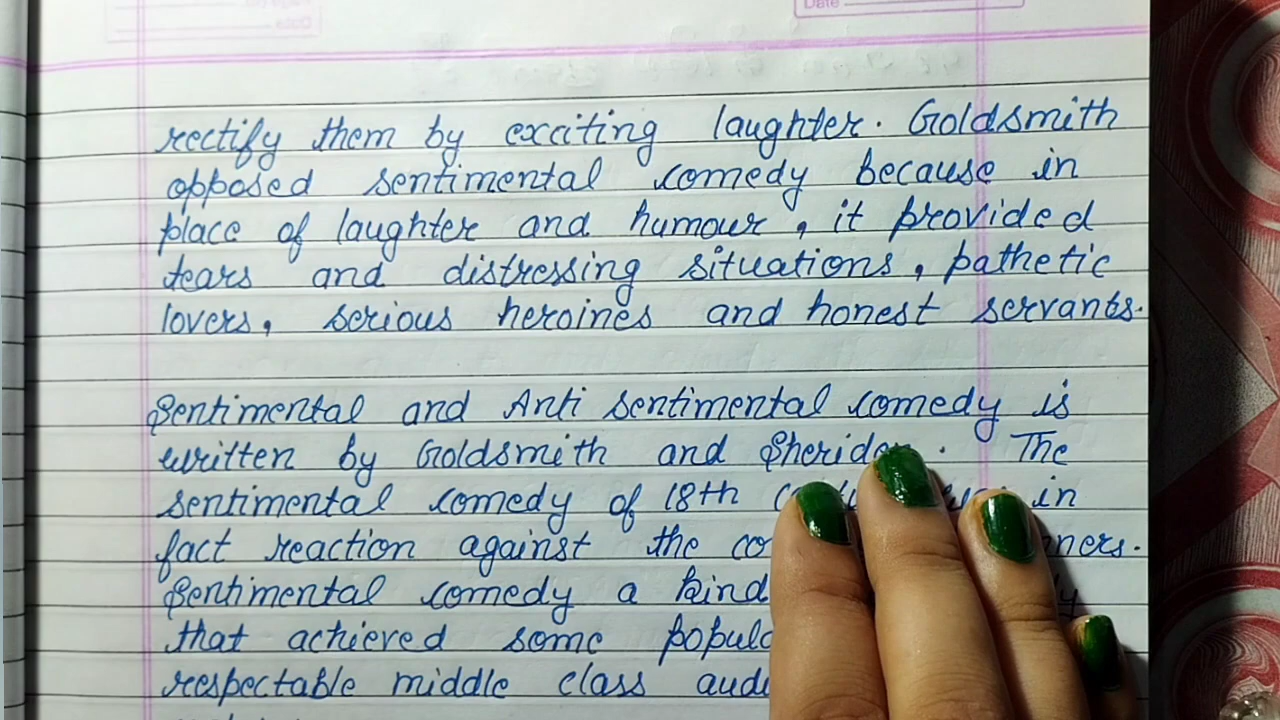 Date
Date
rectify them by exciting laughter. Goldsmith
opposed sentimental comedy because in
place of laughter and humour, it provided
tears and distressing situations, pathetic
lovers, serious heroines and honest servants.
Sentimental and Anti sentimental comedy is
written by Goldsmith and The
sentimental comedy of 18th in
fact reaction against the
Sentimental comedy a kind
that achieved some
respectable middle class